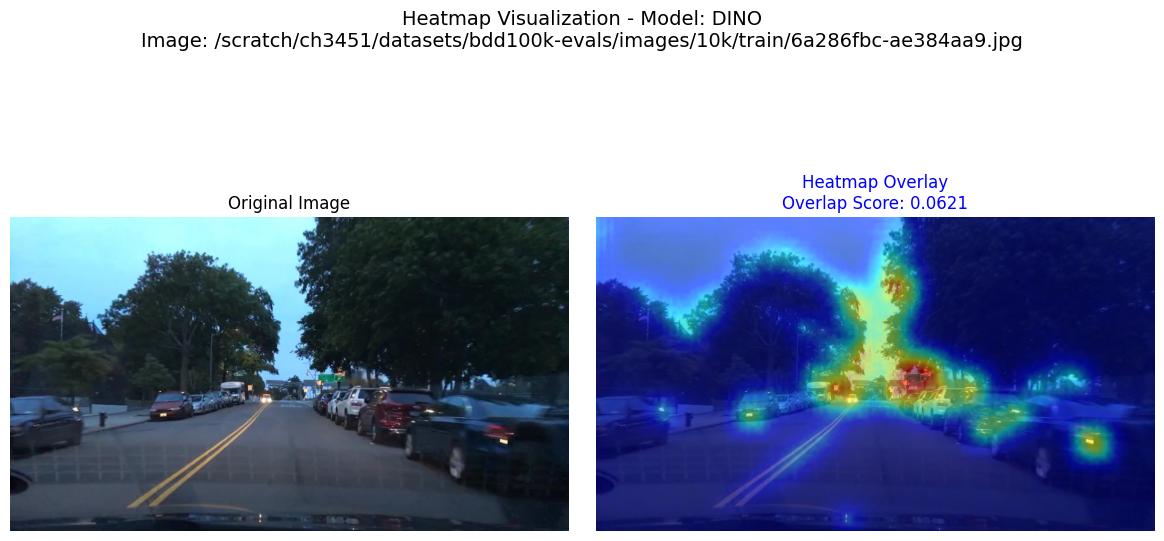 Heatmap Visualization - Model: DINO
Image: /scratch/ch3451/datasets/bdd100k-evals/images/10k/train/6a286fbc-ae384aa9.jpg
Original Image
Heatmap Overlay
Overlap Score: 0.0621